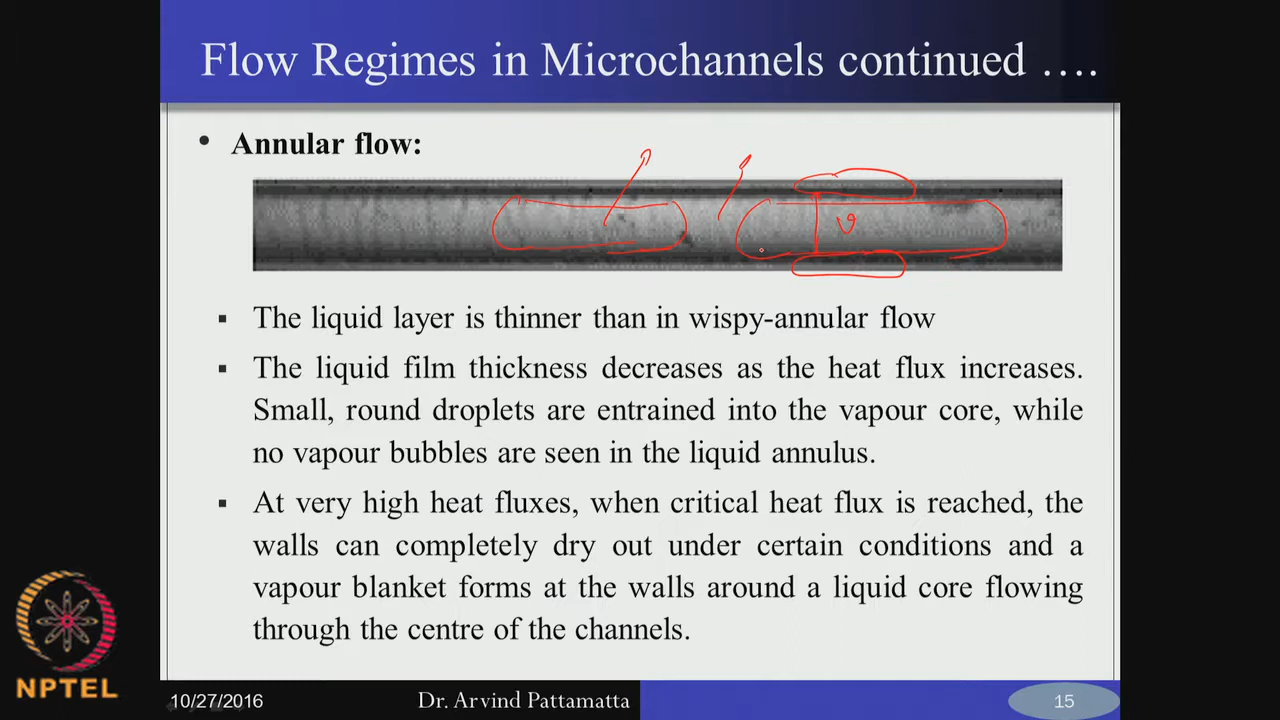 Flow Regimes in Microchannels continued ….
• Annular flow:
v
▪ The liquid layer is thinner than in wispy-annular flow
▪ The liquid film thickness decreases as the heat flux increases.
Small, round droplets are entrained into the vapour core, while
no vapour bubbles are seen in the liquid annulus.
▪ At very high heat fluxes, when critical heat flux is reached, the
walls can completely dry out under certain conditions and a
vapour blanket forms at the walls around a liquid core flowing
through the centre of the channels.
NPTEL
10/27/2016
Dr. Arvind Pattamatta
15